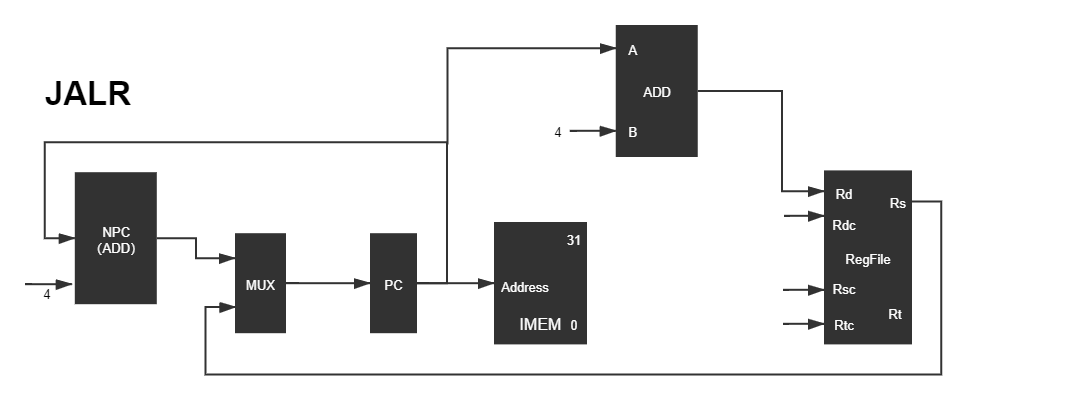 JALR
A
ADD
4
B
NPC
(ADD)
4
MUX
PC
31
Address
IMEM 0
Rd
Rs
Rdc
RegFile
Rsc
Rt
Rtc